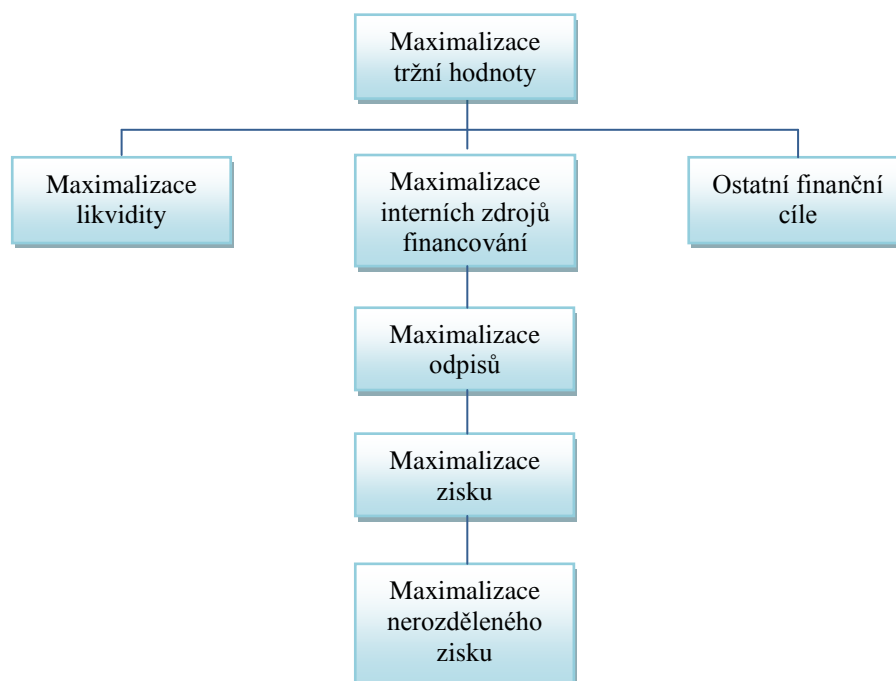 Maximalizace
tržní hodnoty
Maximalizace
likvidity
Maximalizace
interních zdrojů
financování
Ostatní finanční
cíle
Maximalizace
odpisů
Maximalizace
zisku
Maximalizace
nerozděleného
zisku